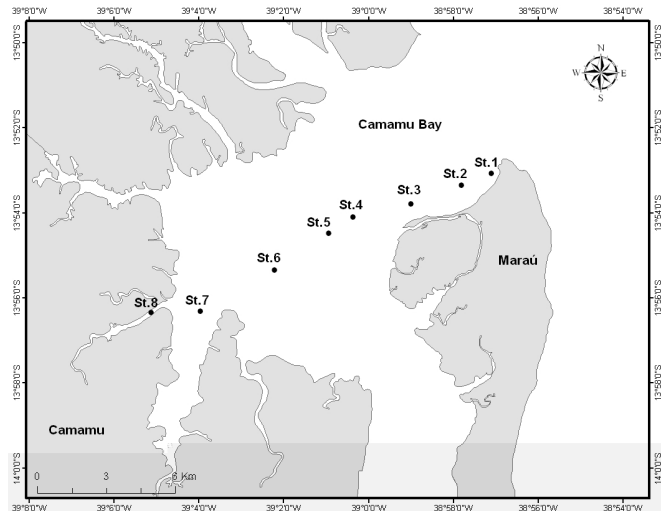 39°8'0"W 39°6'0"W 39°4'0"W 39°2'0"W 39°0'0"W 38°8'0"W 38°56'0"W 38°54'0"W
13°50'0"S 13°50'0"S
N
W E
S
Camamu Bay
13°52'0"S 13°52'0"S
St.1
St.2
St.3
St.4
13°54'0"S 13°54'0"S
St.5
Maraú
St.6
13°56'0"S 13°56'0"S
St.7
St.8
13°58'0"S 13°58'0"S
Camamu
14°0'0"S 14°0'0"S
0 3 6 Km
39°8'0"W 39°6'0"W 39°4'0"W 39°2'0"W 39°0'0"W 38°8'0"W 38°56'0"W 38°54'0"W